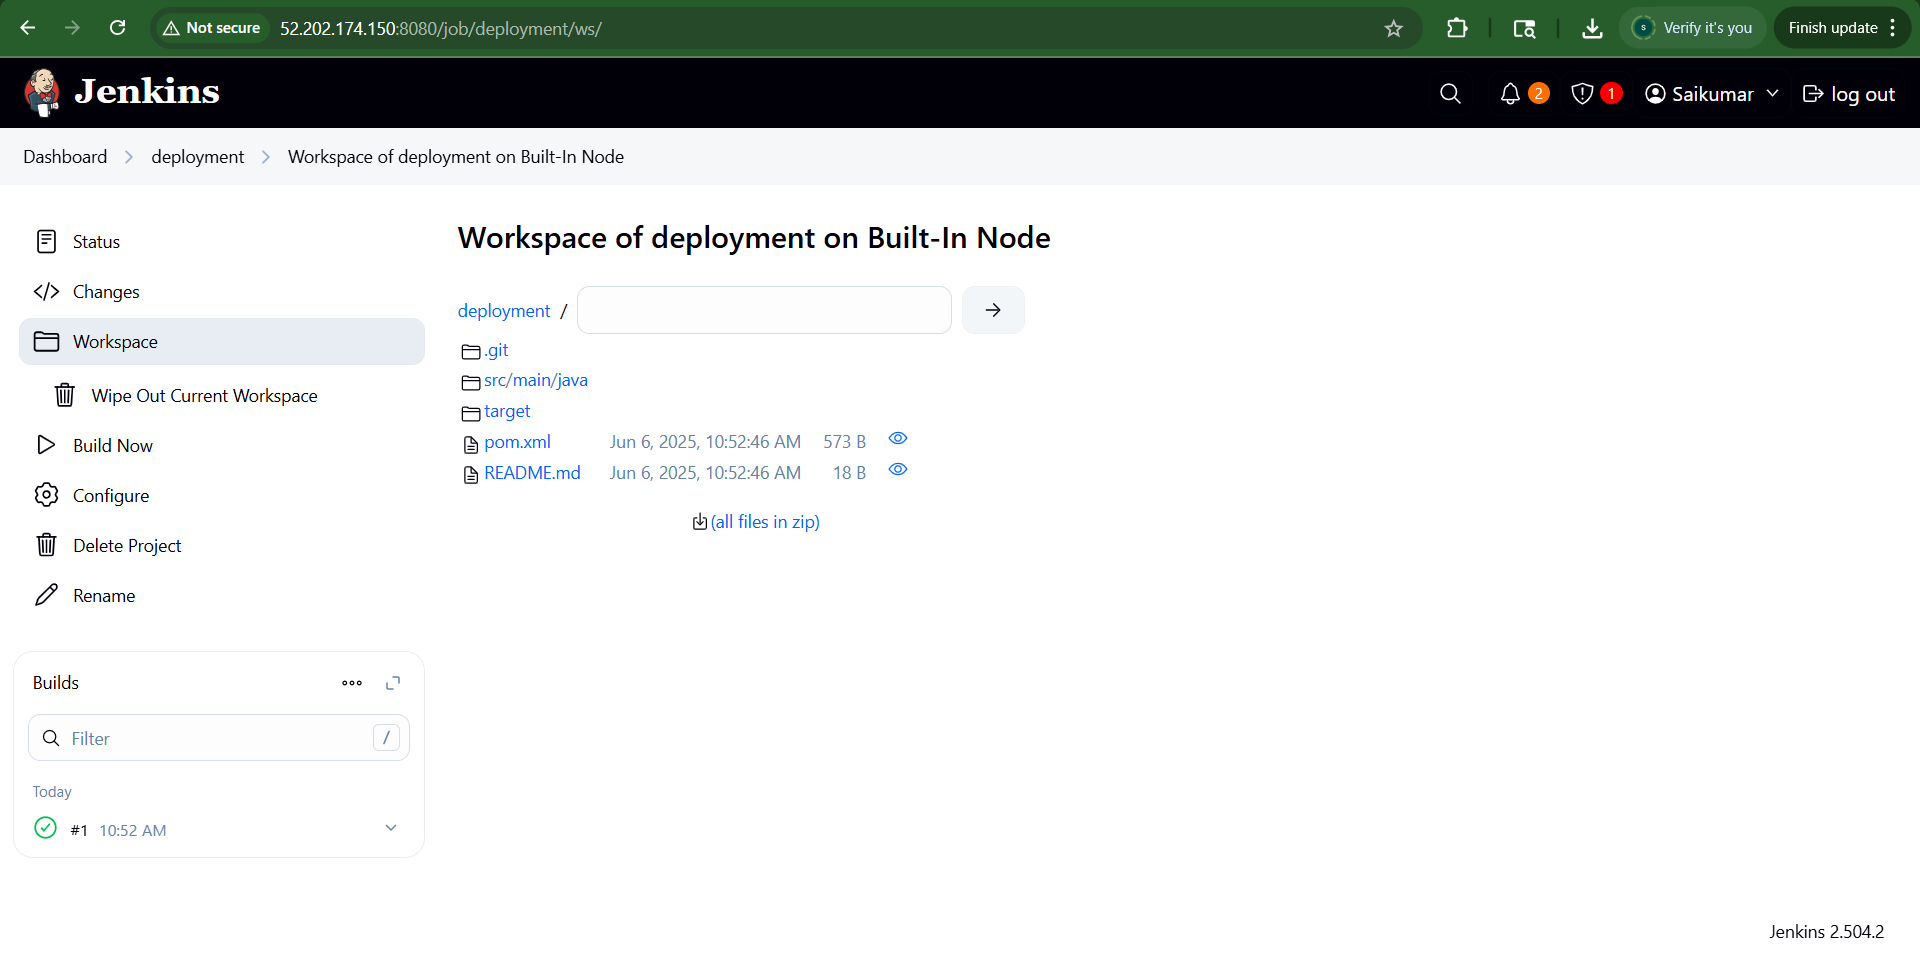 Not secure 52.202.174.150:8080/job/deployment/ws/ S Verify it's you Finish update
Jenkins 2 1 Saikumar log out
Dashboard deployment Workspace of deployment on Built-In Node
Status
Changes
Workspace
Wipe Out Current Workspace
Build Now
Configure
Delete Project
Rename
Builds
Filter /
Today
#1 10:52 AM
Workspace of deployment on Built-In Node
deployment /
.git
src/main/java
target
pom.xml Jun 6, 2025, 10:52:46 AM 573 B
README.md Jun 6, 2025, 10:52:46 AM 18 B
(all files in zip)
Jenkins 2.504.2